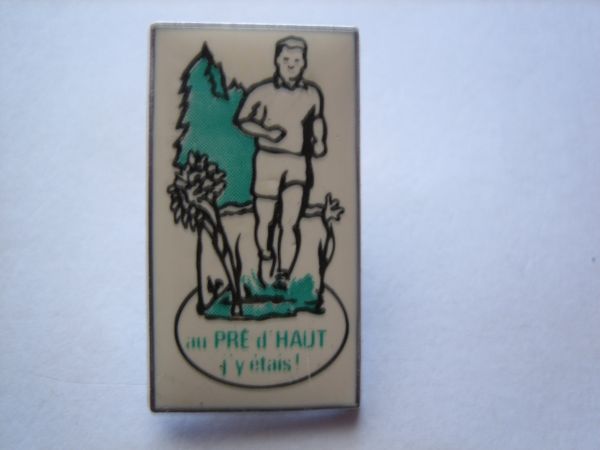 au PRÉ d'HAUT
j'y étais!